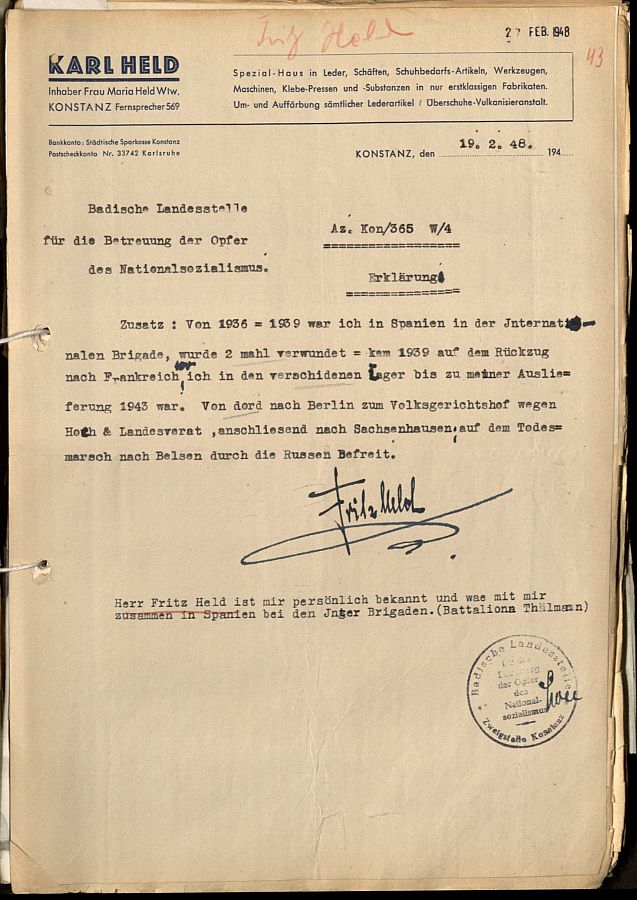 Fritz Held
27 FEB. 1948
43
KARL HELD
Inhaber Frau Maria Held Wtw.
KONSTANZ Fernsprecher 569
Spezial-Haus in Leder, Schäften, Schuhbedarfs-Artikeln, Werkzeugen,
Maschinen, Klebe-Pressen und -Substanzen in nur erstklassigen Fabrikaten.
Um- und Auffärbung sämtlicher Lederartikel / Überschuhe-Vulkanisieranstalt.
Bankkonto: Städtische Sparkasse Konstanz
Postscheckkonto Nr. 33742 Karlsruhe
KONSTANZ, den 19. 2. 48. 194
Badische Landesstelle
für die Betreuung der Opfer
des Nationalsozialismus.
Az. Kon/365 W/4
====================
Erklärung
================
Zusatz : Von 1936 = 1939 war ich in Spanien in der Jnternatio-
nalen Brigade, wurde 2 mahl verwundet = kam 1939 auf dem Rückzug
nach Frankreich, wo ich in den verschidenen Lager bis zu meiner Auslie=
ferung 1943 war. Von dord nach Berlin zum Volksgerichtshof wegen
Hoch & Landesverat ,anschliesend nach Sachsenhausen, auf dem Todes=
marsch nach Belsen durch die Russen Befreit.
Fritz Held
Herr Fritz Held ist mir persönlich bekannt und wae mit mir
zusammen in Spanien bei den Jnter Brigaden.(Battaliona Thälmann)
Badische Landesstelle
der Opfer
des
National-
sozialismus
Zweigstelle Konstanz